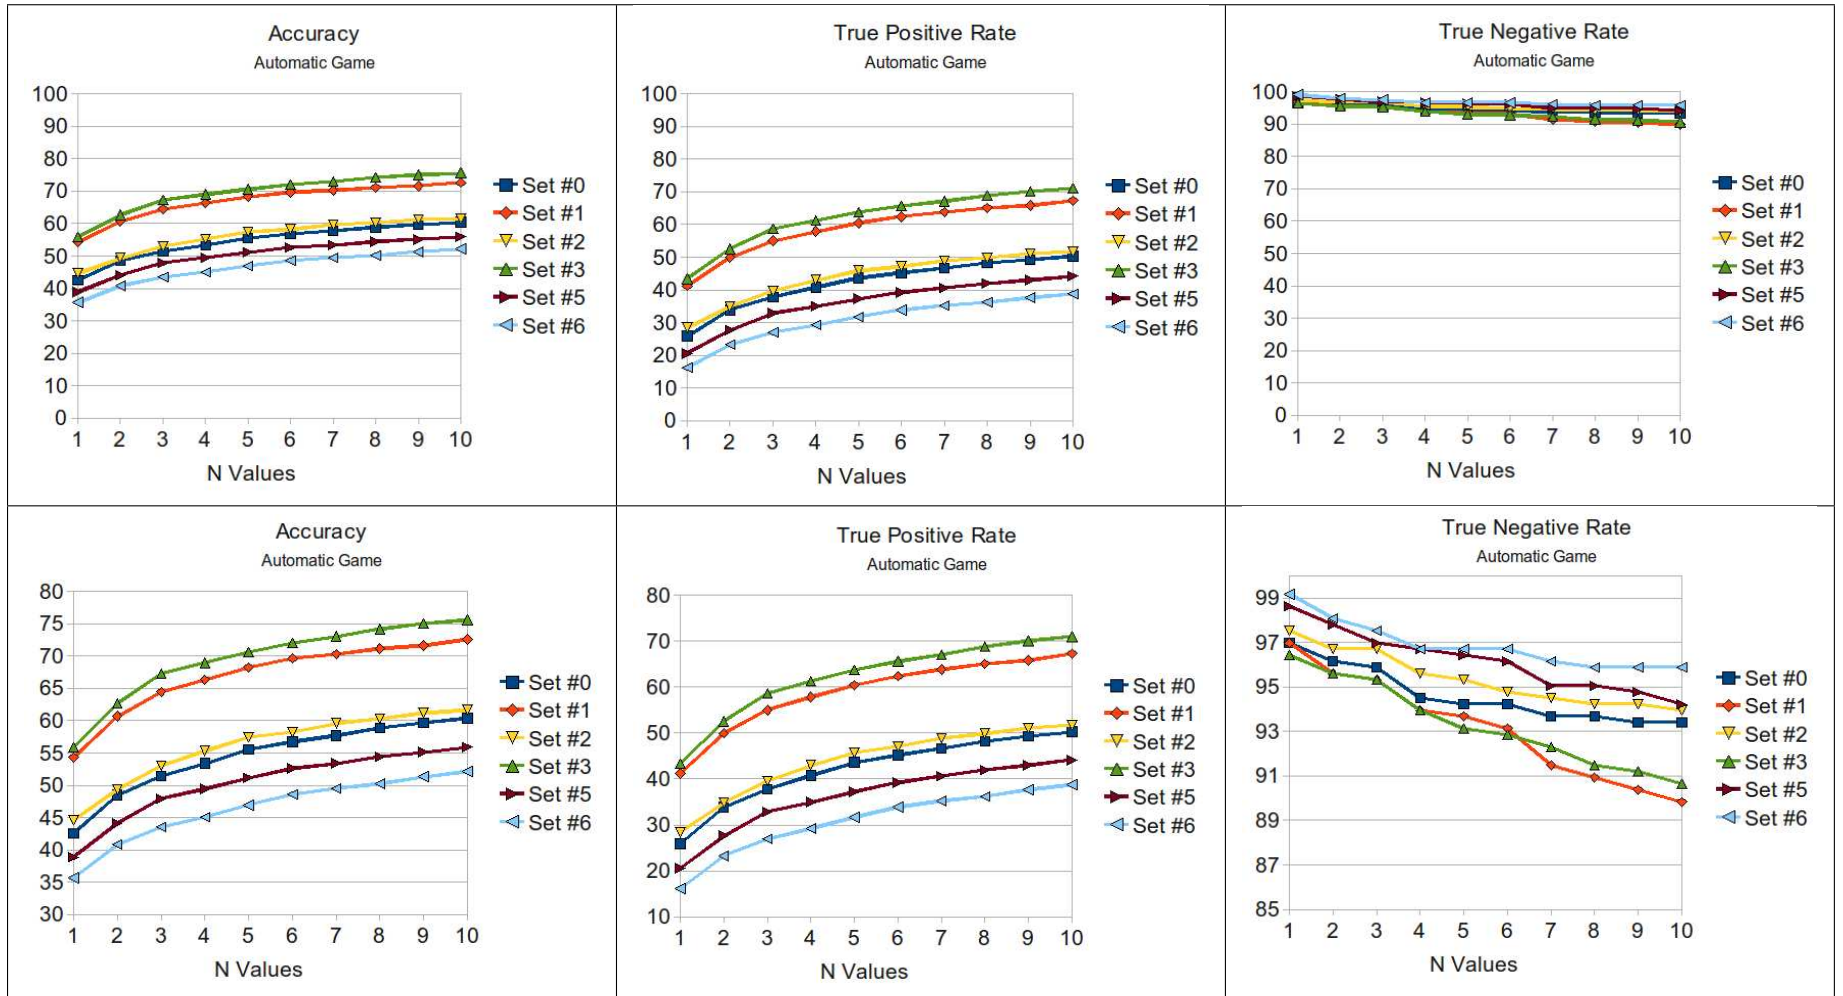 Accuracy
Automatic Game
100
90
80
70
60
50
40
30
20
10
0
1 2 3 4 5 6 7 8 9 10
N Values
Set #0
Set #1
Set #2
Set #3
Set #5
Set #6
True Positive Rate
Automatic Game
100
90
80
70
60
50
40
30
20
10
0
1 2 3 4 5 6 7 8 9 10
N Values
Set #0
Set #1
Set #2
Set #3
Set #5
Set #6
True Negative Rate
Automatic Game
100
90
80
70
60
50
40
30
20
10
0
1 2 3 4 5 6 7 8 9 10
N Values
Set #0
Set #1
Set #2
Set #3
Set #5
Set #6
Accuracy
Automatic Game
80
75
70
65
60
55
50
45
40
35
30
1 2 3 4 5 6 7 8 9 10
N Values
Set #0
Set #1
Set #2
Set #3
Set #5
Set #6
True Positive Rate
Automatic Game
80
70
60
50
40
30
20
10
1 2 3 4 5 6 7 8 9 10
N Values
Set #0
Set #1
Set #2
Set #3
Set #5
Set #6
True Negative Rate
Automatic Game
99
97
95
93
91
89
87
85
1 2 3 4 5 6 7 8 9 10
N Values
Set #0
Set #1
Set #2
Set #3
Set #5
Set #6